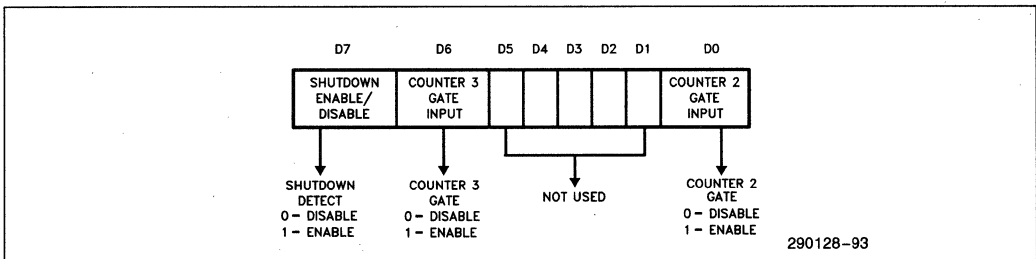 D7 D6 D5 D4 D3 D2 D1 D0
SHUTDOWN
ENABLE/
DISABLE
COUNTER 3
GATE
INPUT
COUNTER 2
GATE
INPUT
SHUTDOWN
DETECT
0 – DISABLE
1 – ENABLE
COUNTER 3
GATE
0 – DISABLE
1 – ENABLE
NOT USED
COUNTER 2
GATE
0 – DISABLE
1 – ENABLE
290128–93